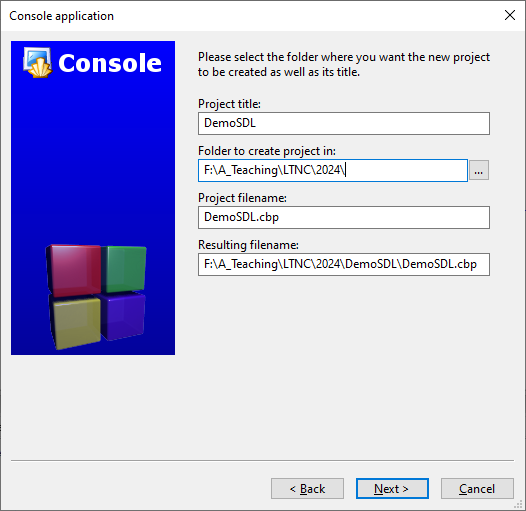 Console application
Console
Please select the folder where you want the new project
to be created as well as its title.
Project title:
DemoSDL
Folder to create project in:
F:\A_Teaching\LTNC\2024\
...
Project filename:
DemoSDL.cbp
Resulting filename:
F:\A_Teaching\LTNC\2024\DemoSDL\DemoSDL.cbp
< Back
Next >
Cancel